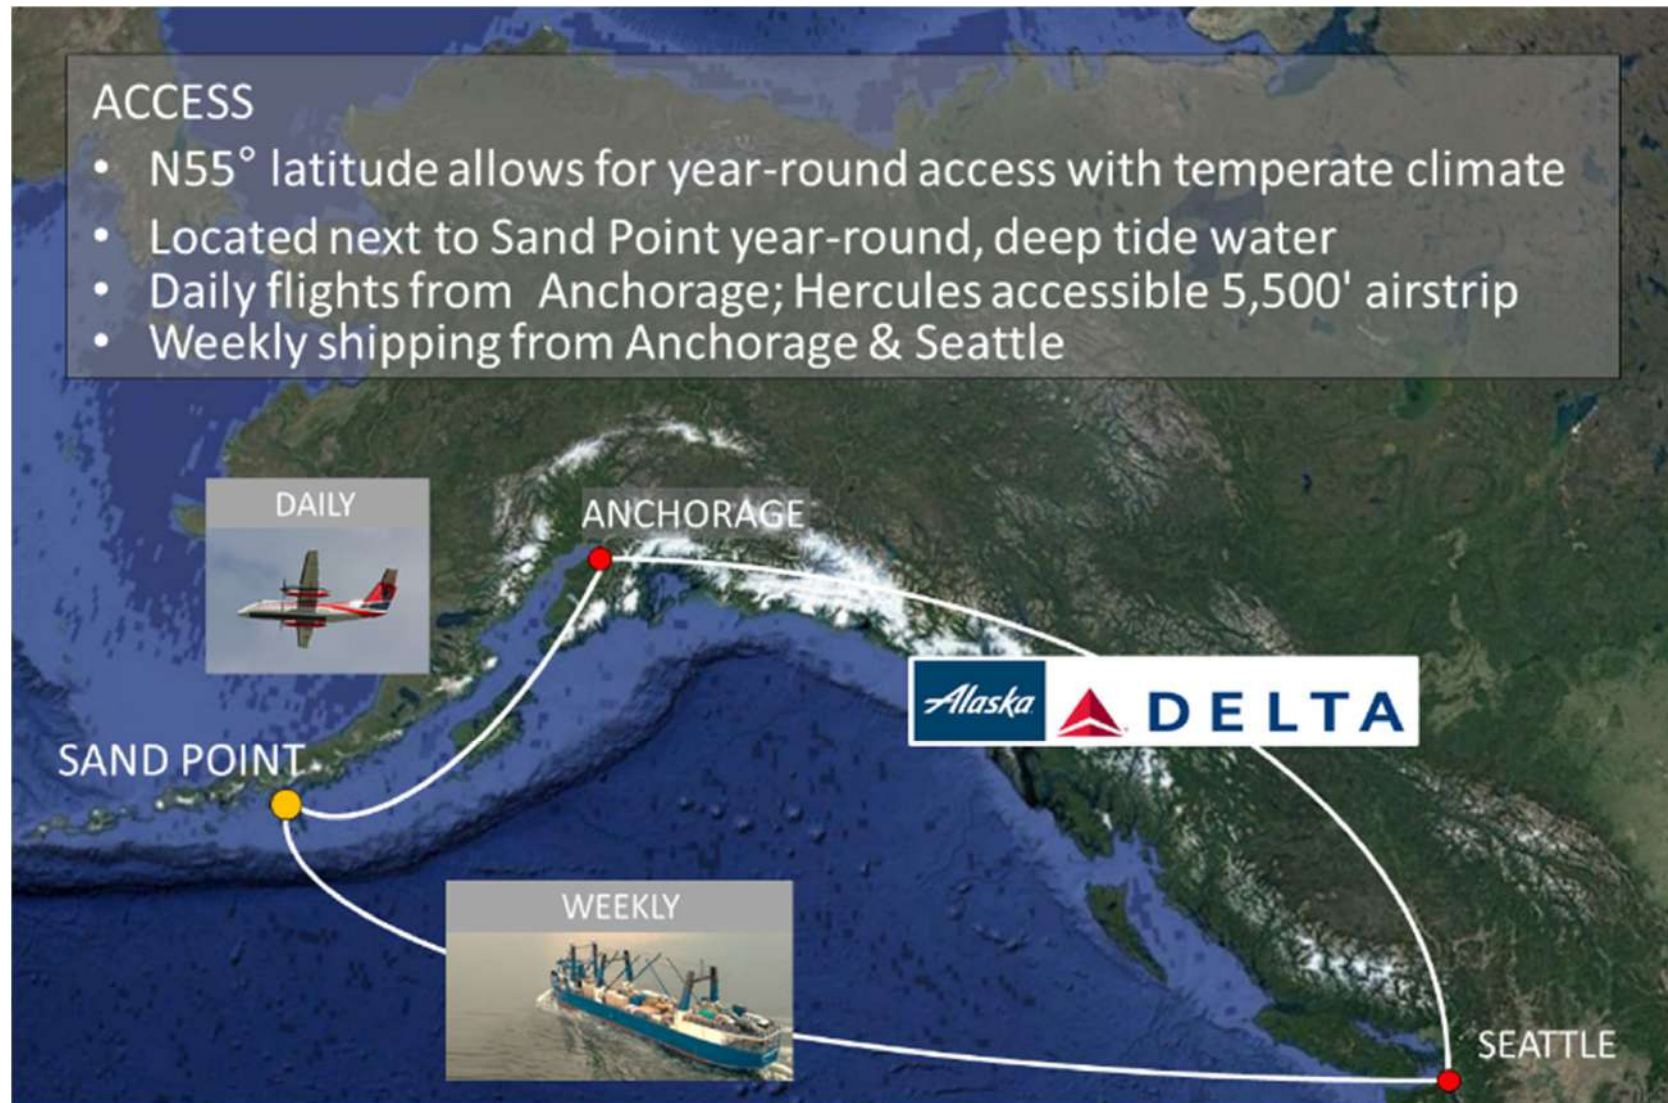 ACCESS
• N55° latitude allows for year-round access with temperate climate
• Located next to Sand Point year-round, deep tide water
• Daily flights from Anchorage; Hercules accessible 5,500' airstrip
• Weekly shipping from Anchorage & Seattle
DAILY
ANCHORAGE
Alaska
DELTA
SAND POINT
WEEKLY
SEATTLE